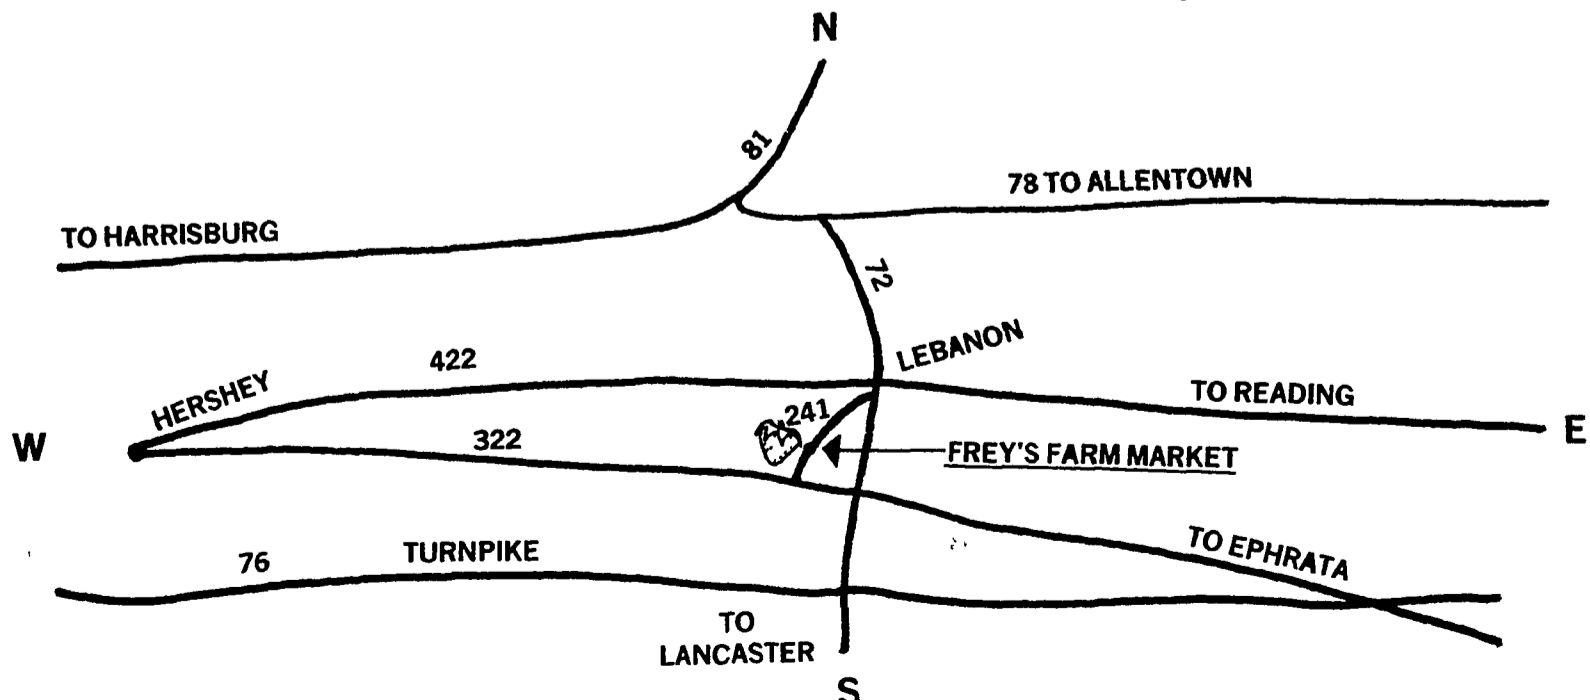 N
81
78 TO ALLENTOWN
TO HARRISBURG
72
LEBANON
422
HERSHEY
TO READING
241
W
322
E
FREY'S FARM MARKET
TO EPHRATA
76
TURNPIKE
TO
LANCASTER
S